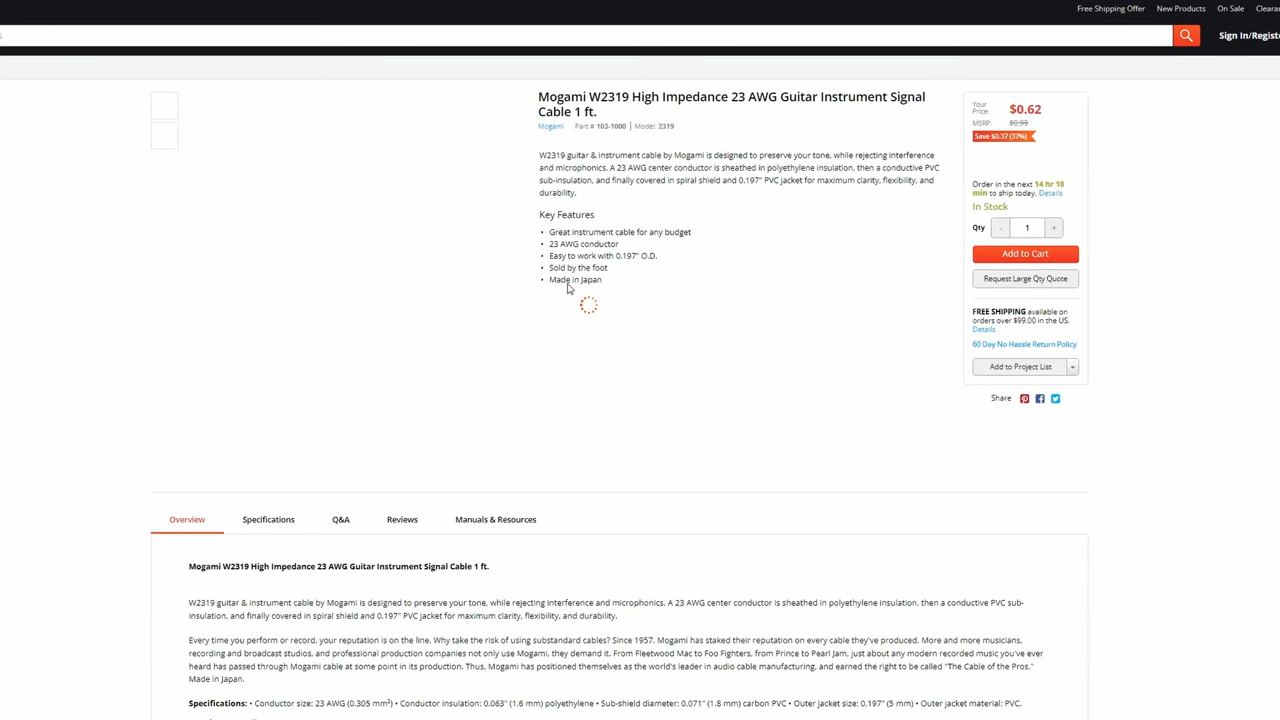 Free Shipping Offer New Products On Sale
Sign In/Registe
Mogami W2319 High Impedance 23 AWG Guitar Instrument Signal
Cable 1 ft.
Mogami Part # 103-1000 | Model: 2319
W2319 guitar & instrument cable by Mogami is designed to preserve your tone, while rejecting interference
and microphonics. A 23 AWG center conductor is sheathed in polyethylene insulation, then a conductive PVC
sub-insulation, and finally covered in spiral shield and 0.197" PVC jacket for maximum clarity, flexibility, and
durability.
Key Features
• Great instrument cable for any budget
• 23 AWG conductor
• Easy to work with 0.197" O.D.
• Sold by the foot
• Made in Japan
Your
Price: $0.62
MSRP: $0.99
Save $0.37 (37%)
Order in the next 14 hr 10
min to ship today. Details
In Stock
Qty - 1 +
Add to Cart
Request Large Qty Quote
FREE SHIPPING available on
orders over $99.00 in the US.
Details
60 Day No Hassle Return Policy
Add to Project List
Share
Overview Specifications Q&A Reviews Manuals & Resources
Mogami W2319 High Impedance 23 AWG Guitar Instrument Signal Cable 1 ft.
W2319 guitar & instrument cable by Mogami is designed to preserve your tone, while rejecting interference and microphonics. A 23 AWG center conductor is sheathed in polyethylene insulation, then a conductive PVC sub-
insulation, and finally covered in spiral shield and 0.197" PVC jacket for maximum clarity, flexibility, and durability.
Every time you perform or record, your reputation is on the line. Why take the risk of using substandard cables? Since 1957, Mogami has staked their reputation on every cable they've produced. More and more musicians,
recording and broadcast studios, and professional production companies not only use Mogami, they demand it. From Fleetwood Mac to Foo Fighters, from Prince to Pearl Jam, just about any modern recorded music you've ever
heard has passed through Mogami cable at some point in its production. Thus, Mogami has positioned themselves as the world's leader in audio cable manufacturing, and earned the right to be called "The Cable of the Pros."
Made in Japan.
Specifications: • Conductor size: 23 AWG (0.305 mm²) • Conductor insulation: 0.063" (1.6 mm) polyethylene • Sub-shield diameter: 0.071" (1.8 mm) carbon PVC • Outer jacket size: 0.197" (5 mm) • Outer jacket material: PVC.